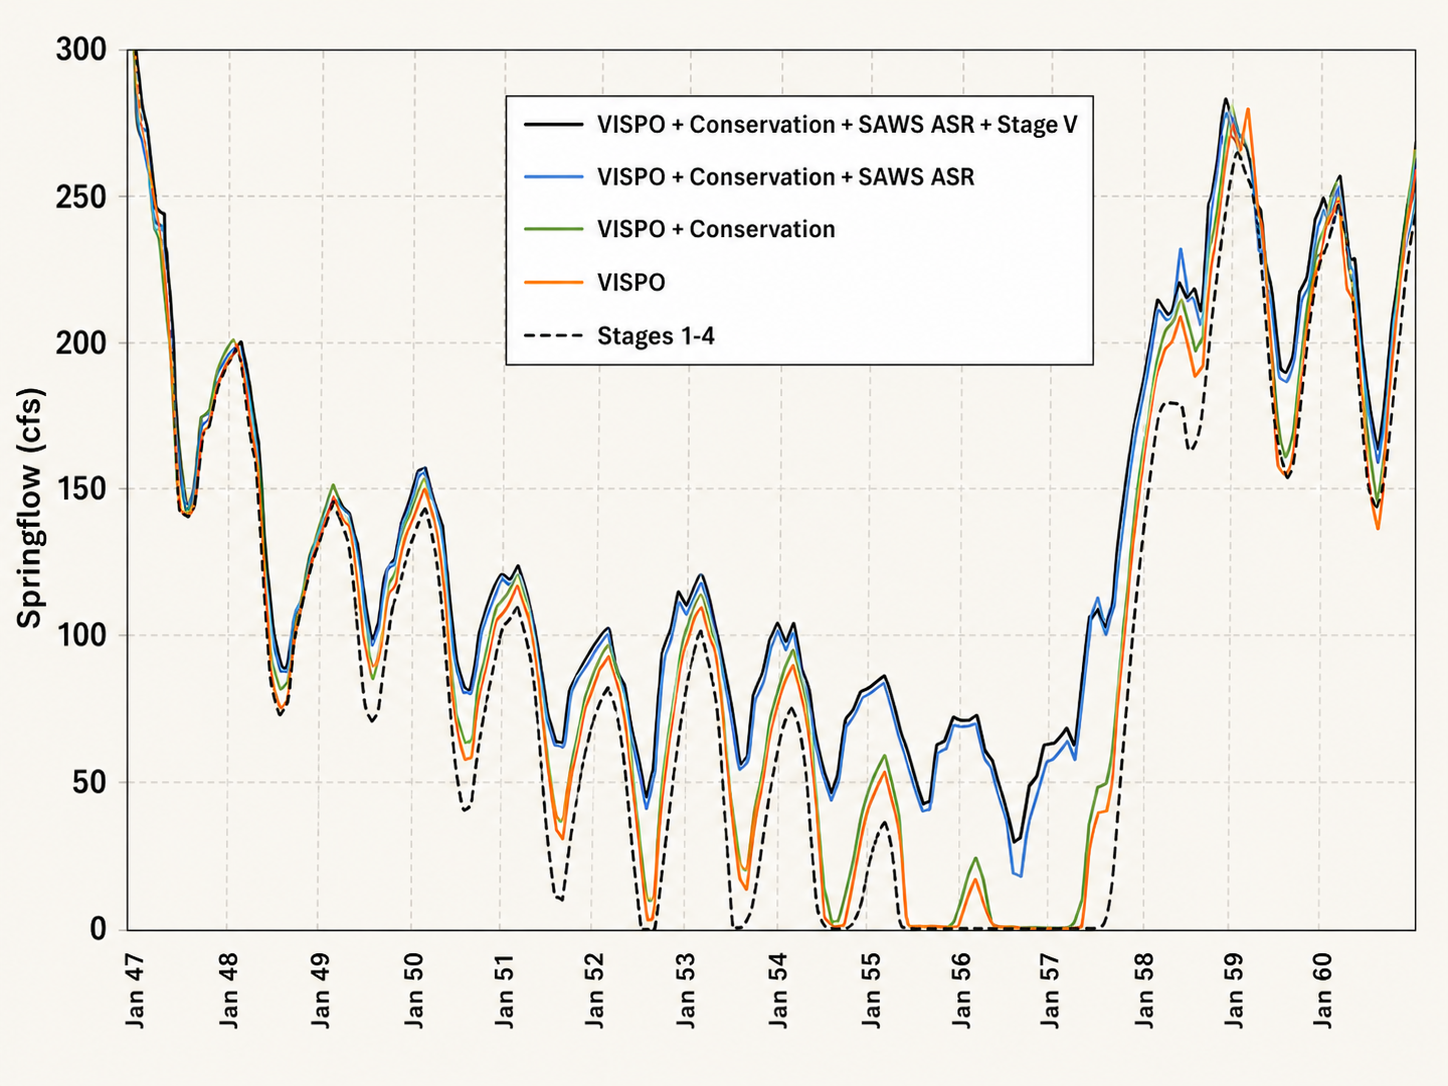 300
250
200
150
100
50
0
Springflow (cfs)
VISPO + Conservation + SAWS ASR + Stage V
VISPO + Conservation + SAWS ASR
VISPO + Conservation
VISPO
Stages 1-4
Jan 47
Jan 48
Jan 49
Jan 50
Jan 51
Jan 52
Jan 53
Jan 54
Jan 55
Jan 56
Jan 57
Jan 58
Jan 59
Jan 60